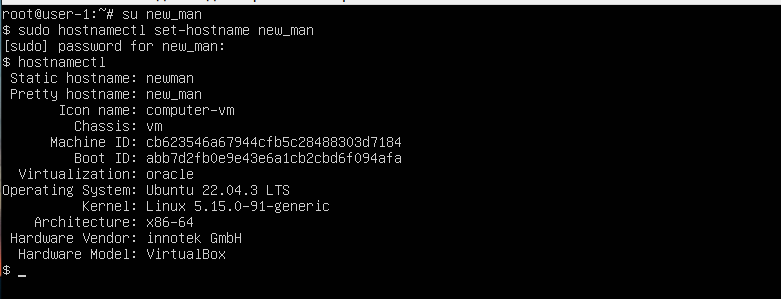 root@user-1:~# su new_man
$ sudo hostnamectl set-hostname new_man
[sudo] password for new_man:
$ hostnamectl
Static hostname: newman
Pretty hostname: new_man
Icon name: computer-vm
Chassis: vm
Machine ID: cb623546a67944cfb5c28488303d7184
Boot ID: abb7d2fb0e9e43e6a1cb2cbd6f094afa
Virtualization: oracle
Operating System: Ubuntu 22.04.3 LTS
Kernel: Linux 5.15.0-91-generic
Architecture: x86-64
Hardware Vendor: innotek GmbH
Hardware Model: VirtualBox
$ _